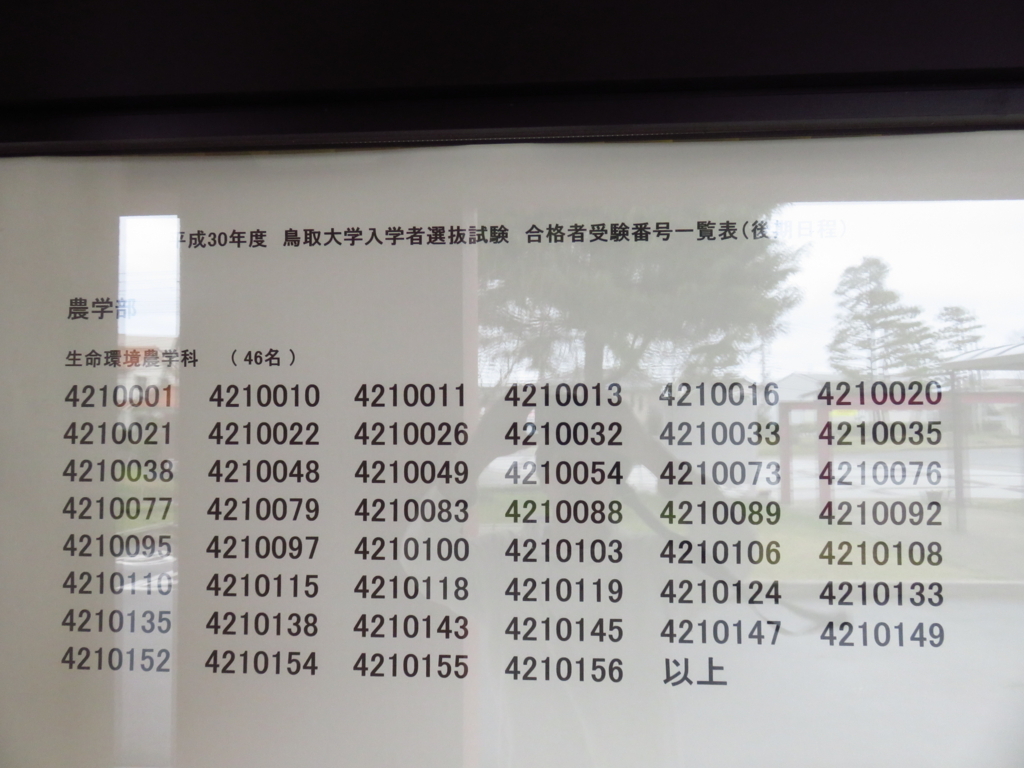 平成30年度 鳥取大学入学者選抜試験 合格者受験番号一覧表(後期日程)
農学部
生命環境農学科 (46名)
4210001 4210010 4210011 4210013 4210016 4210020
4210021 4210022 4210026 4210032 4210033 4210035
4210038 4210048 4210049 4210054 4210073 4210076
4210077 4210079 4210083 4210088 4210089 4210092
4210095 4210097 4210100 4210103 4210106 4210108
4210110 4210115 4210118 4210119 4210124 4210133
4210135 4210138 4210143 4210145 4210147 4210149
4210152 4210154 4210155 4210156 以上